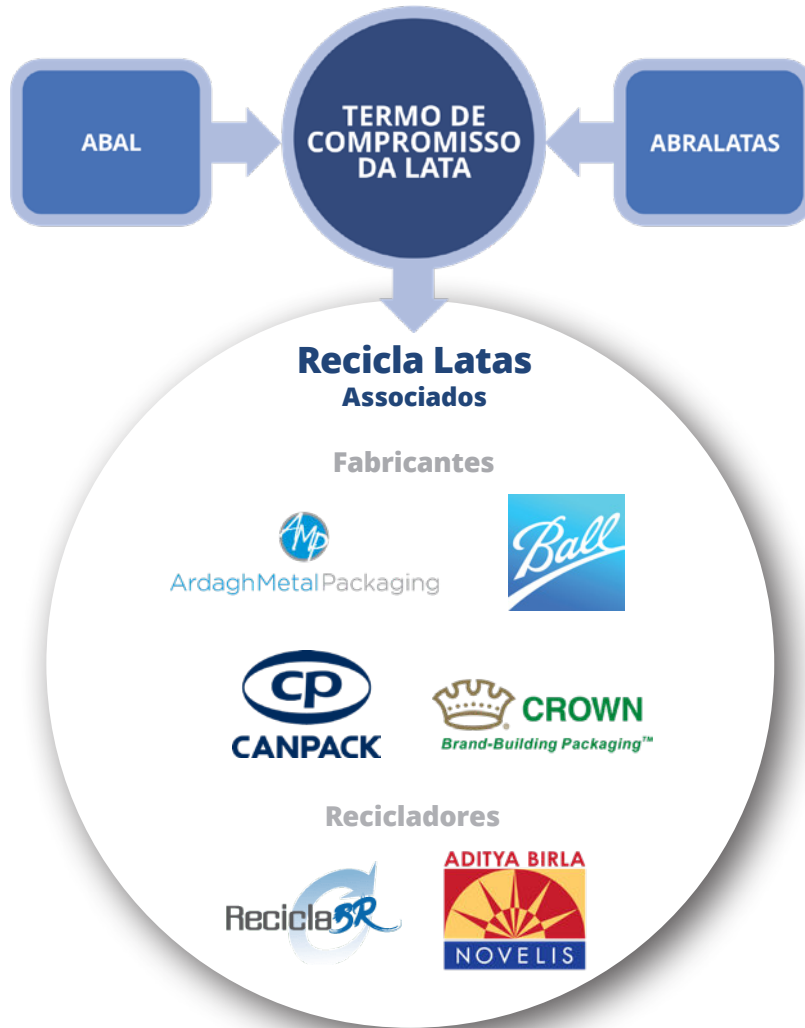 ABAL
TERMO DE
COMPROMISSO
DA LATA
ABRALATAS
Recicla Latas
Associados
Fabricantes
AMP
ArdaghMetalPackaging
Ball
CP
CANPACK
CROWN
Brand-Building Packaging™
Recicladores
ReciclaBR
ADITYA BIRLA
NOVELIS